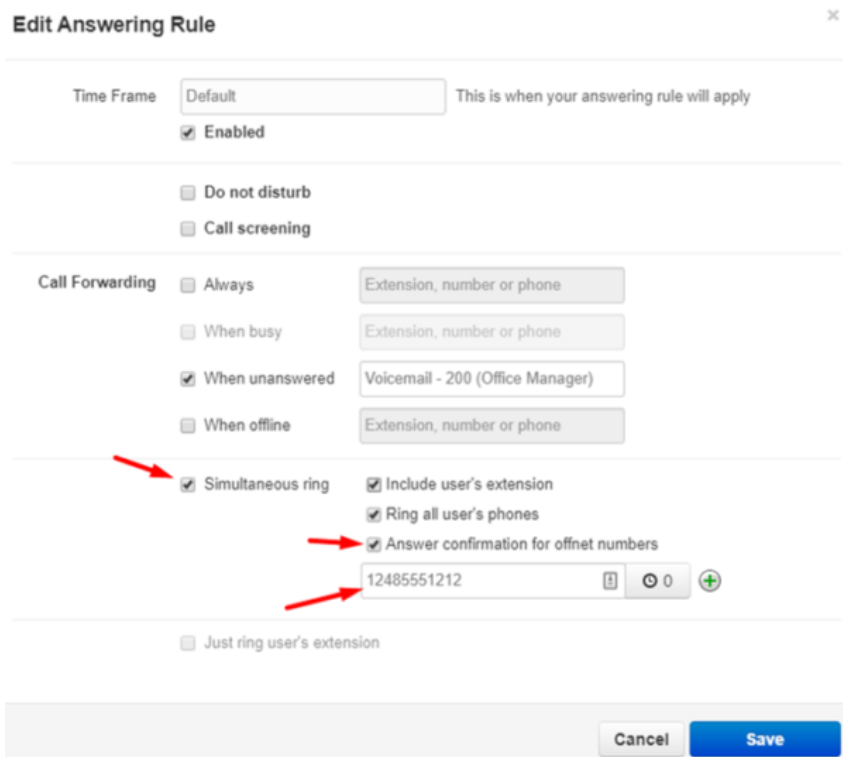 Edit Answering Rule
×
Time Frame Default This is when your answering rule will apply
Enabled
Do not disturb
Call screening
Call Forwarding Always Extension, number or phone
When busy Extension, number or phone
When unanswered Voicemail - 200 (Office Manager)
When offline Extension, number or phone
Simultaneous ring Include user's extension
Ring all user's phones
Answer confirmation for offnet numbers
12485551212 0
Just ring user's extension
Cancel Save